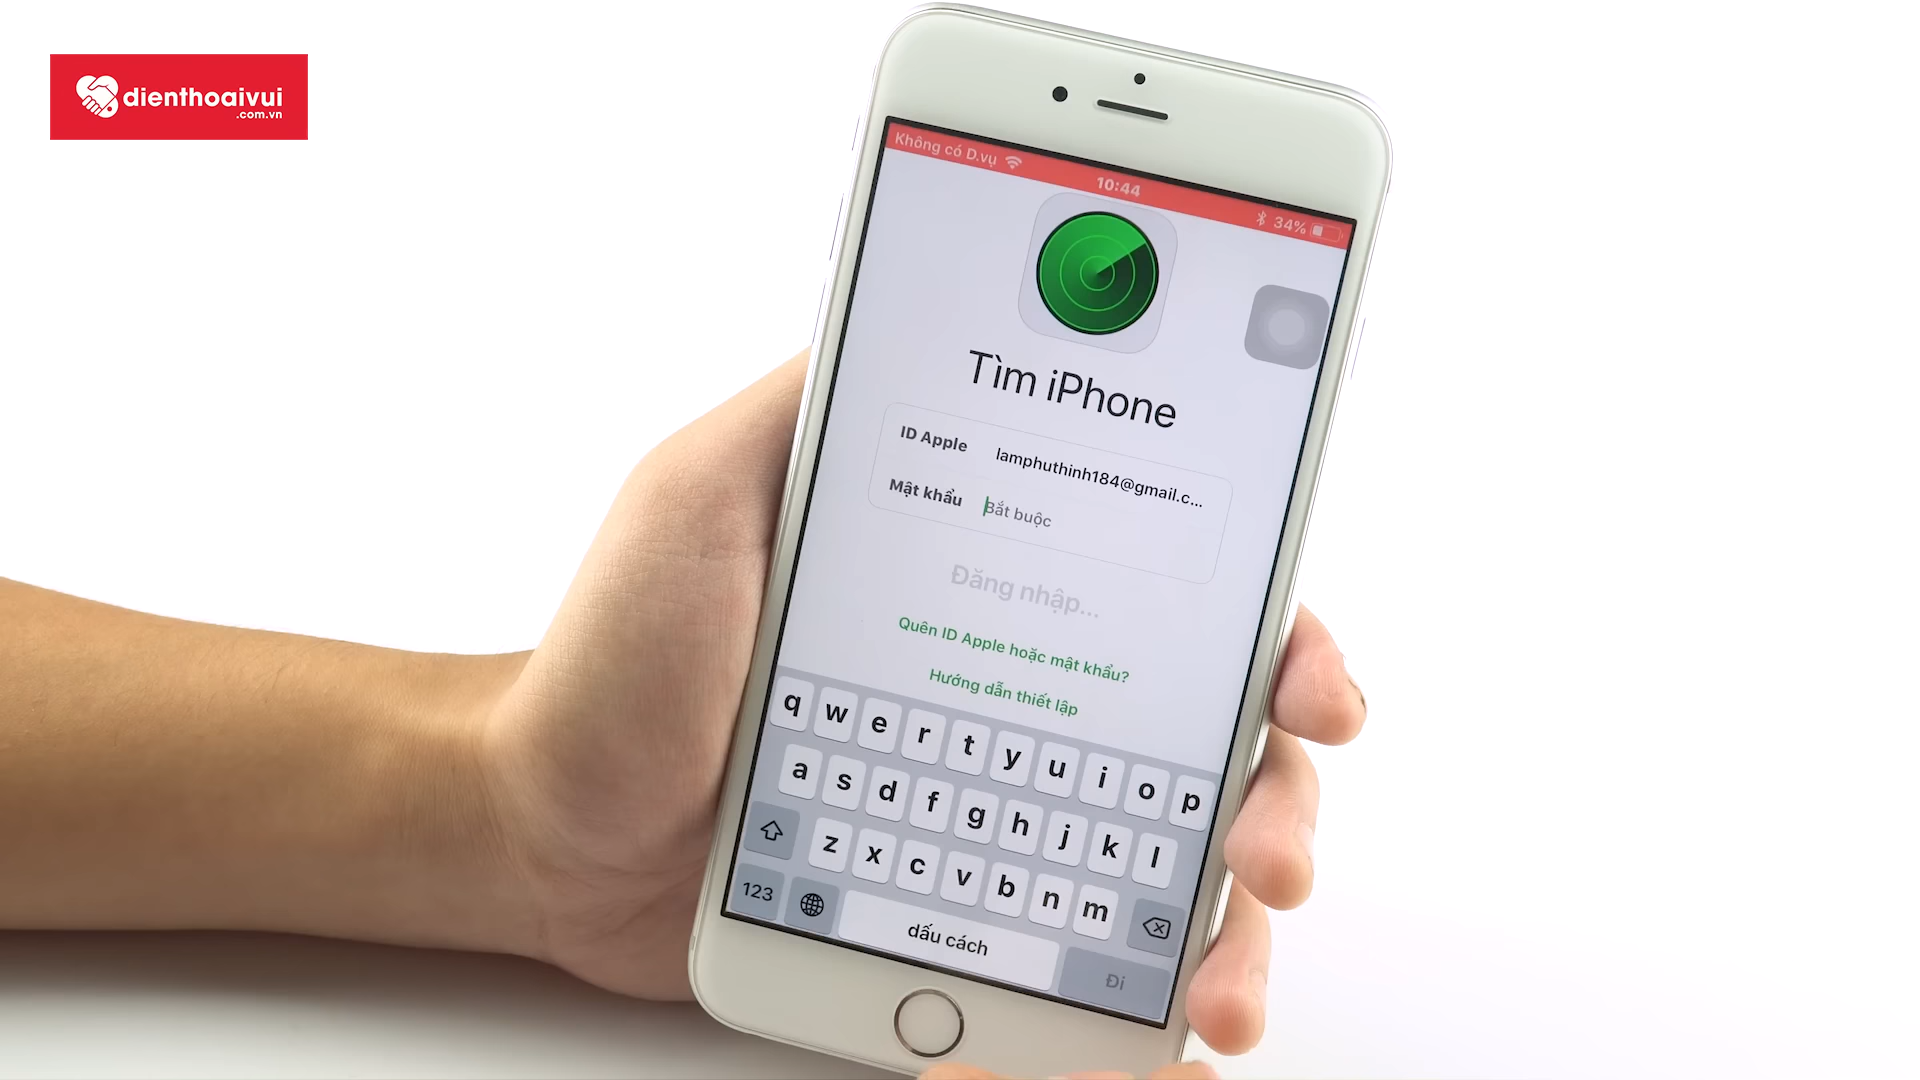 dienthoaivui
.com.vn
Không có D.vụ
10:44
34%
Tìm iPhone
ID Apple lamphuthinh184@gmail.c...
Mật khẩu Bắt buộc
Đăng nhập...
Quên ID Apple hoặc mật khẩu?
Hướng dẫn thiết lập
q w e r t y u i o p
a s d f g h j k l
z x c v b n m
123 dấu cách Đi